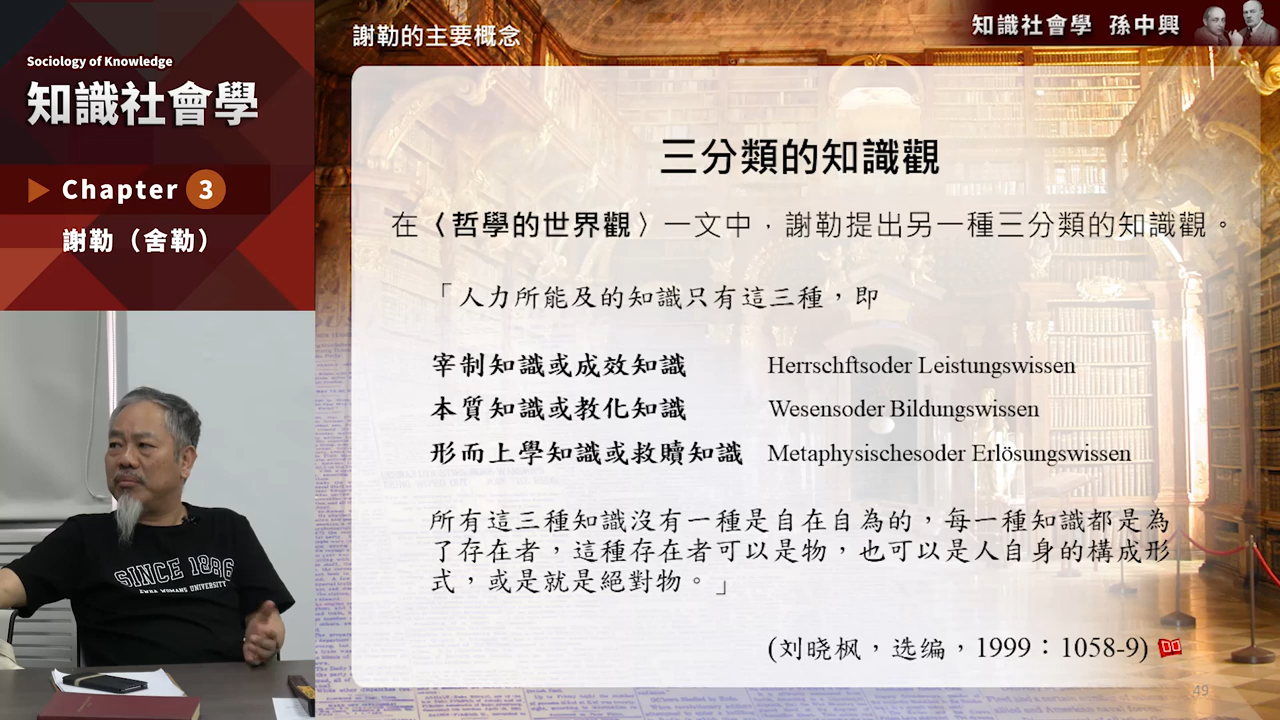 Sociology of Knowledge
知識社會學
Chapter 3
謝勒（舍勒）
謝勒的主要概念
知識社會學 孫中興
三分類的知識觀
在〈哲學的世界觀〉一文中，謝勒提出另一種三分類的知識觀。
「人力所能及的知識只有這三種，即
宰制知識或成效知識 Herrschftsoder Leistungswissen
本質知識或教化知識 Wesensoder Bildungswissen
形而上學知識或救贖知識 Metaphysischesoder Erlösungswissen
所有這三種知識沒有一種是自在自為的，每一種知識都是為
了存在者，這種存在者可以是物，也可以是人自身的構成形
式，或是就是絕對物。」
(刘晓枫，选编，1999：1058-9)
49
SINCE 1886
EWHA WOMANS UNIVERSITY